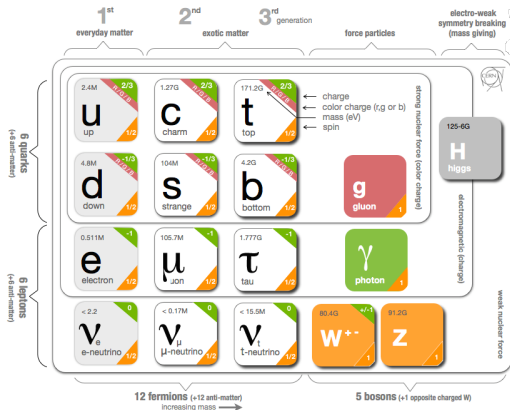 1st 2nd 3rd
generation
everyday matter exotic matter force particles
electro-weak
symmetry breaking
(mass giving)
CERN
2.4M 2/3 R/G/B
u
up 1/2
1.27G 2/3 R/G/B
c
charm 1/2
171.2G 2/3 R/G/B
t
top 1/2
charge
color charge (r,g or b)
mass (eV)
spin
strong nuclear force (color charge)
6 quarks
(+6 anti-matter)
125-6G
H
higgs
4.8M -1/3 R/G/B
d
down 1/2
104M -1/3 R/G/B
s
strange 1/2
4.2G -1/3 R/G/B
b
bottom 1/2
g
gluon 1
electromagnetic (charge)
6 leptons
(+6 anti-matter)
0.511M -1
e
electron 1/2
105.7M -1
μ
μon 1/2
1.777G -1
τ
tau 1/2
γ
photon 1
weak nuclear force
< 2.2 0
νe
e-neutrino 1/2
< 0.17M 0
νμ
μ-neutrino 1/2
< 15.5M 0
νt
t-neutrino 1/2
80.4G +/-1
W+-
1
91.2G
Z
1
12 fermions (+12 anti-matter)
increasing mass
5 bosons (+1 opposite charged W)